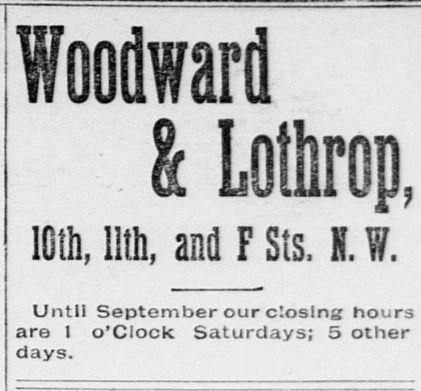 Woodward
& Lothrop,
10th, 11th, and F Sts. N. W.
Until September our closing hours
are 1 o'Clock Saturdays; 5 other
days.